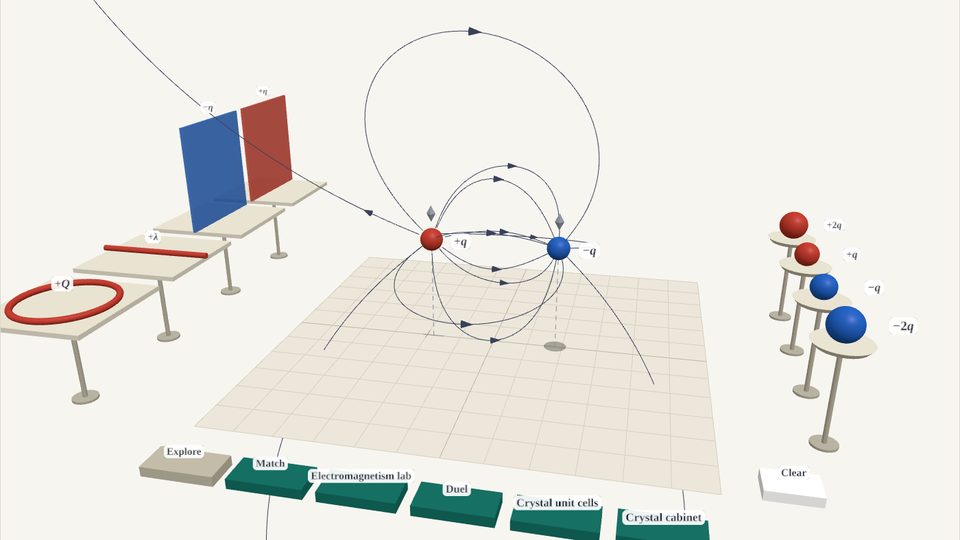 −η
+η
+λ
+Q
+q
−q
+2q
+q
−q
−2q
Explore
Match
Electromagnetism lab
Duel
Crystal unit cells
Crystal cabinet
Clear